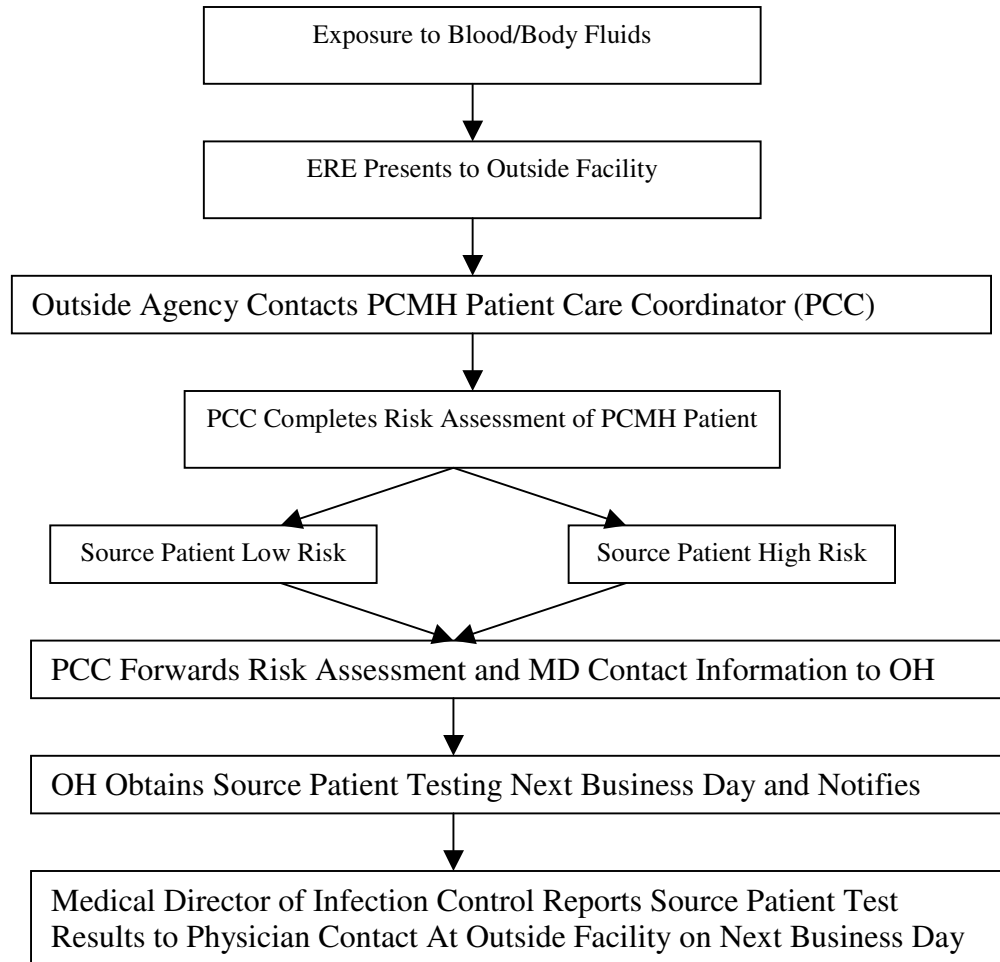 Exposure to Blood/Body Fluids
ERE Presents to Outside Facility
Outside Agency Contacts PCMH Patient Care Coordinator (PCC)
PCC Completes Risk Assessment of PCMH Patient
Source Patient Low Risk
Source Patient High Risk
PCC Forwards Risk Assessment and MD Contact Information to OH
OH Obtains Source Patient Testing Next Business Day and Notifies
Medical Director of Infection Control Reports Source Patient Test
Results to Physician Contact At Outside Facility on Next Business Day